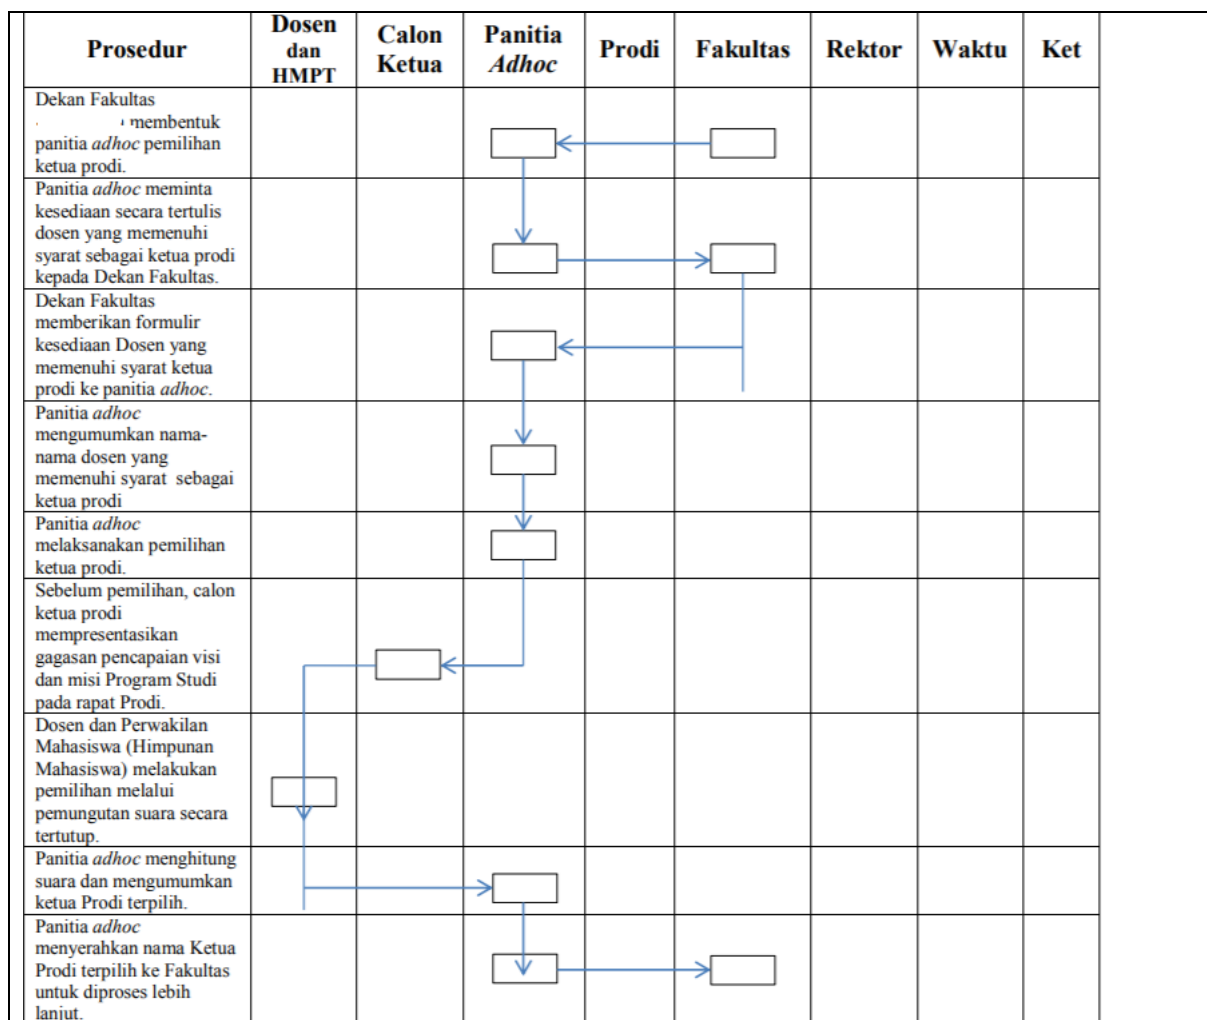 Prosedur
Dosen
dan
HMPT
Calon
Ketua
Panitia
Adhoc
Prodi
Fakultas
Rektor
Waktu
Ket
Dekan Fakultas
membentuk
panitia adhoc pemilihan
ketua prodi.
Panitia adhoc meminta
kesediaan secara tertulis
dosen yang memenuhi
syarat sebagai ketua prodi
kepada Dekan Fakultas.
Dekan Fakultas
memberikan formulir
kesediaan Dosen yang
memenuhi syarat ketua
prodi ke panitia adhoc.
Panitia adhoc
mengumumkan nama-
nama dosen yang
memenuhi syarat sebagai
ketua prodi
Panitia adhoc
melaksanakan pemilihan
ketua prodi.
Sebelum pemilihan, calon
ketua prodi
mempresentasikan
gagasan pencapaian visi
dan misi Program Studi
pada rapat Prodi.
Dosen dan Perwakilan
Mahasiswa (Himpunan
Mahasiswa) melakukan
pemilihan melalui
pemungutan suara secara
tertutup.
Panitia adhoc menghitung
suara dan mengumumkan
ketua Prodi terpilih.
Panitia adhoc
menyerahkan nama Ketua
Prodi terpilih ke Fakultas
untuk diproses lebih
lanjut.